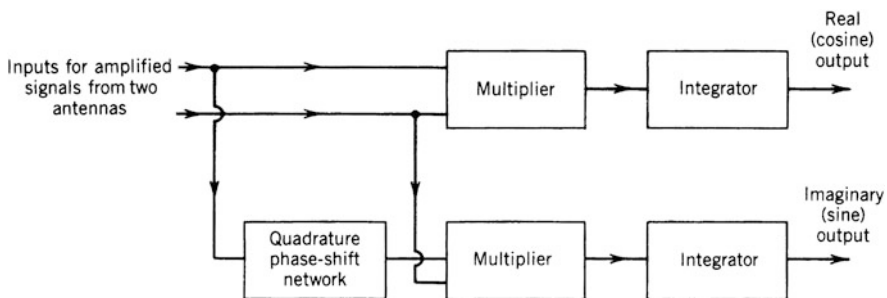 Real
(cosine)
output
Inputs for amplified
signals from two
antennas
Multiplier
Integrator
Imaginary
(sine)
output
Quadrature
phase-shift
network
Multiplier
Integrator